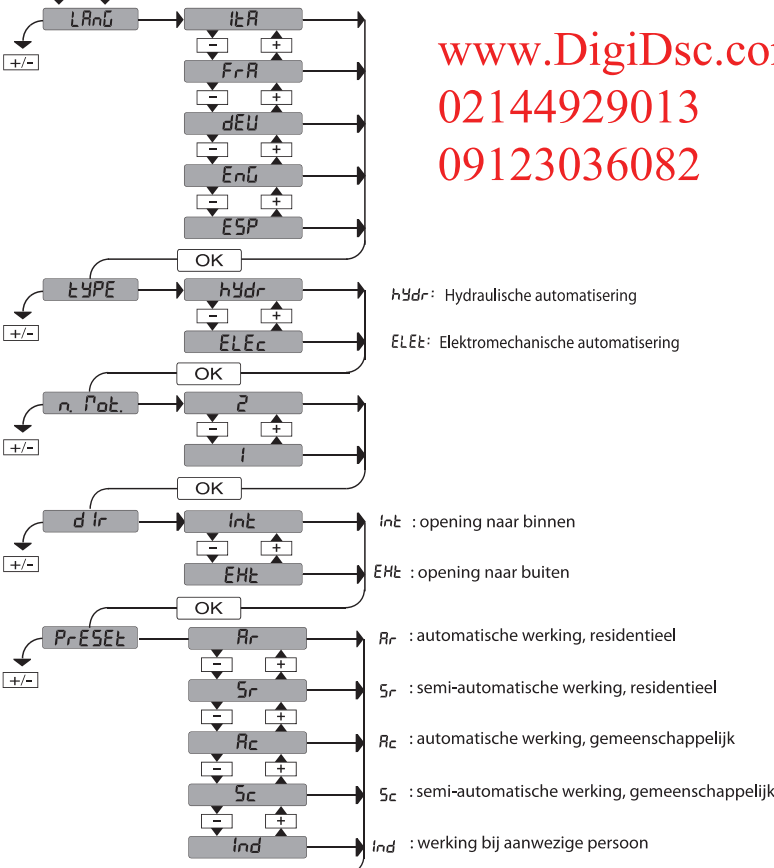 LAnG
ItA
www.DigiDsc.co
+/-
-
+
FrA
02144929013
-
+
dEU
09123036082
-
+
EnG
-
+
ESP
OK
tYPE
hYdr
hYdr: Hydraulische automatisering
+/-
-
+
ELEc
ELEt: Elektromechanische automatisering
OK
n. Mot.
2
+/-
-
+
1
OK
dIr
Int
Int : opening naar binnen
+/-
-
+
EHt
EHt : opening naar buiten
OK
PrESEt
Ar
Ar : automatische werking, residentieel
+/-
-
+
Sr
Sr : semi-automatische werking, residentieel
-
+
Ac
Ac : automatische werking, gemeenschappelijk
-
+
Sc
Sc : semi-automatische werking, gemeenschappelijk
-
+
Ind
Ind : werking bij aanwezige persoon